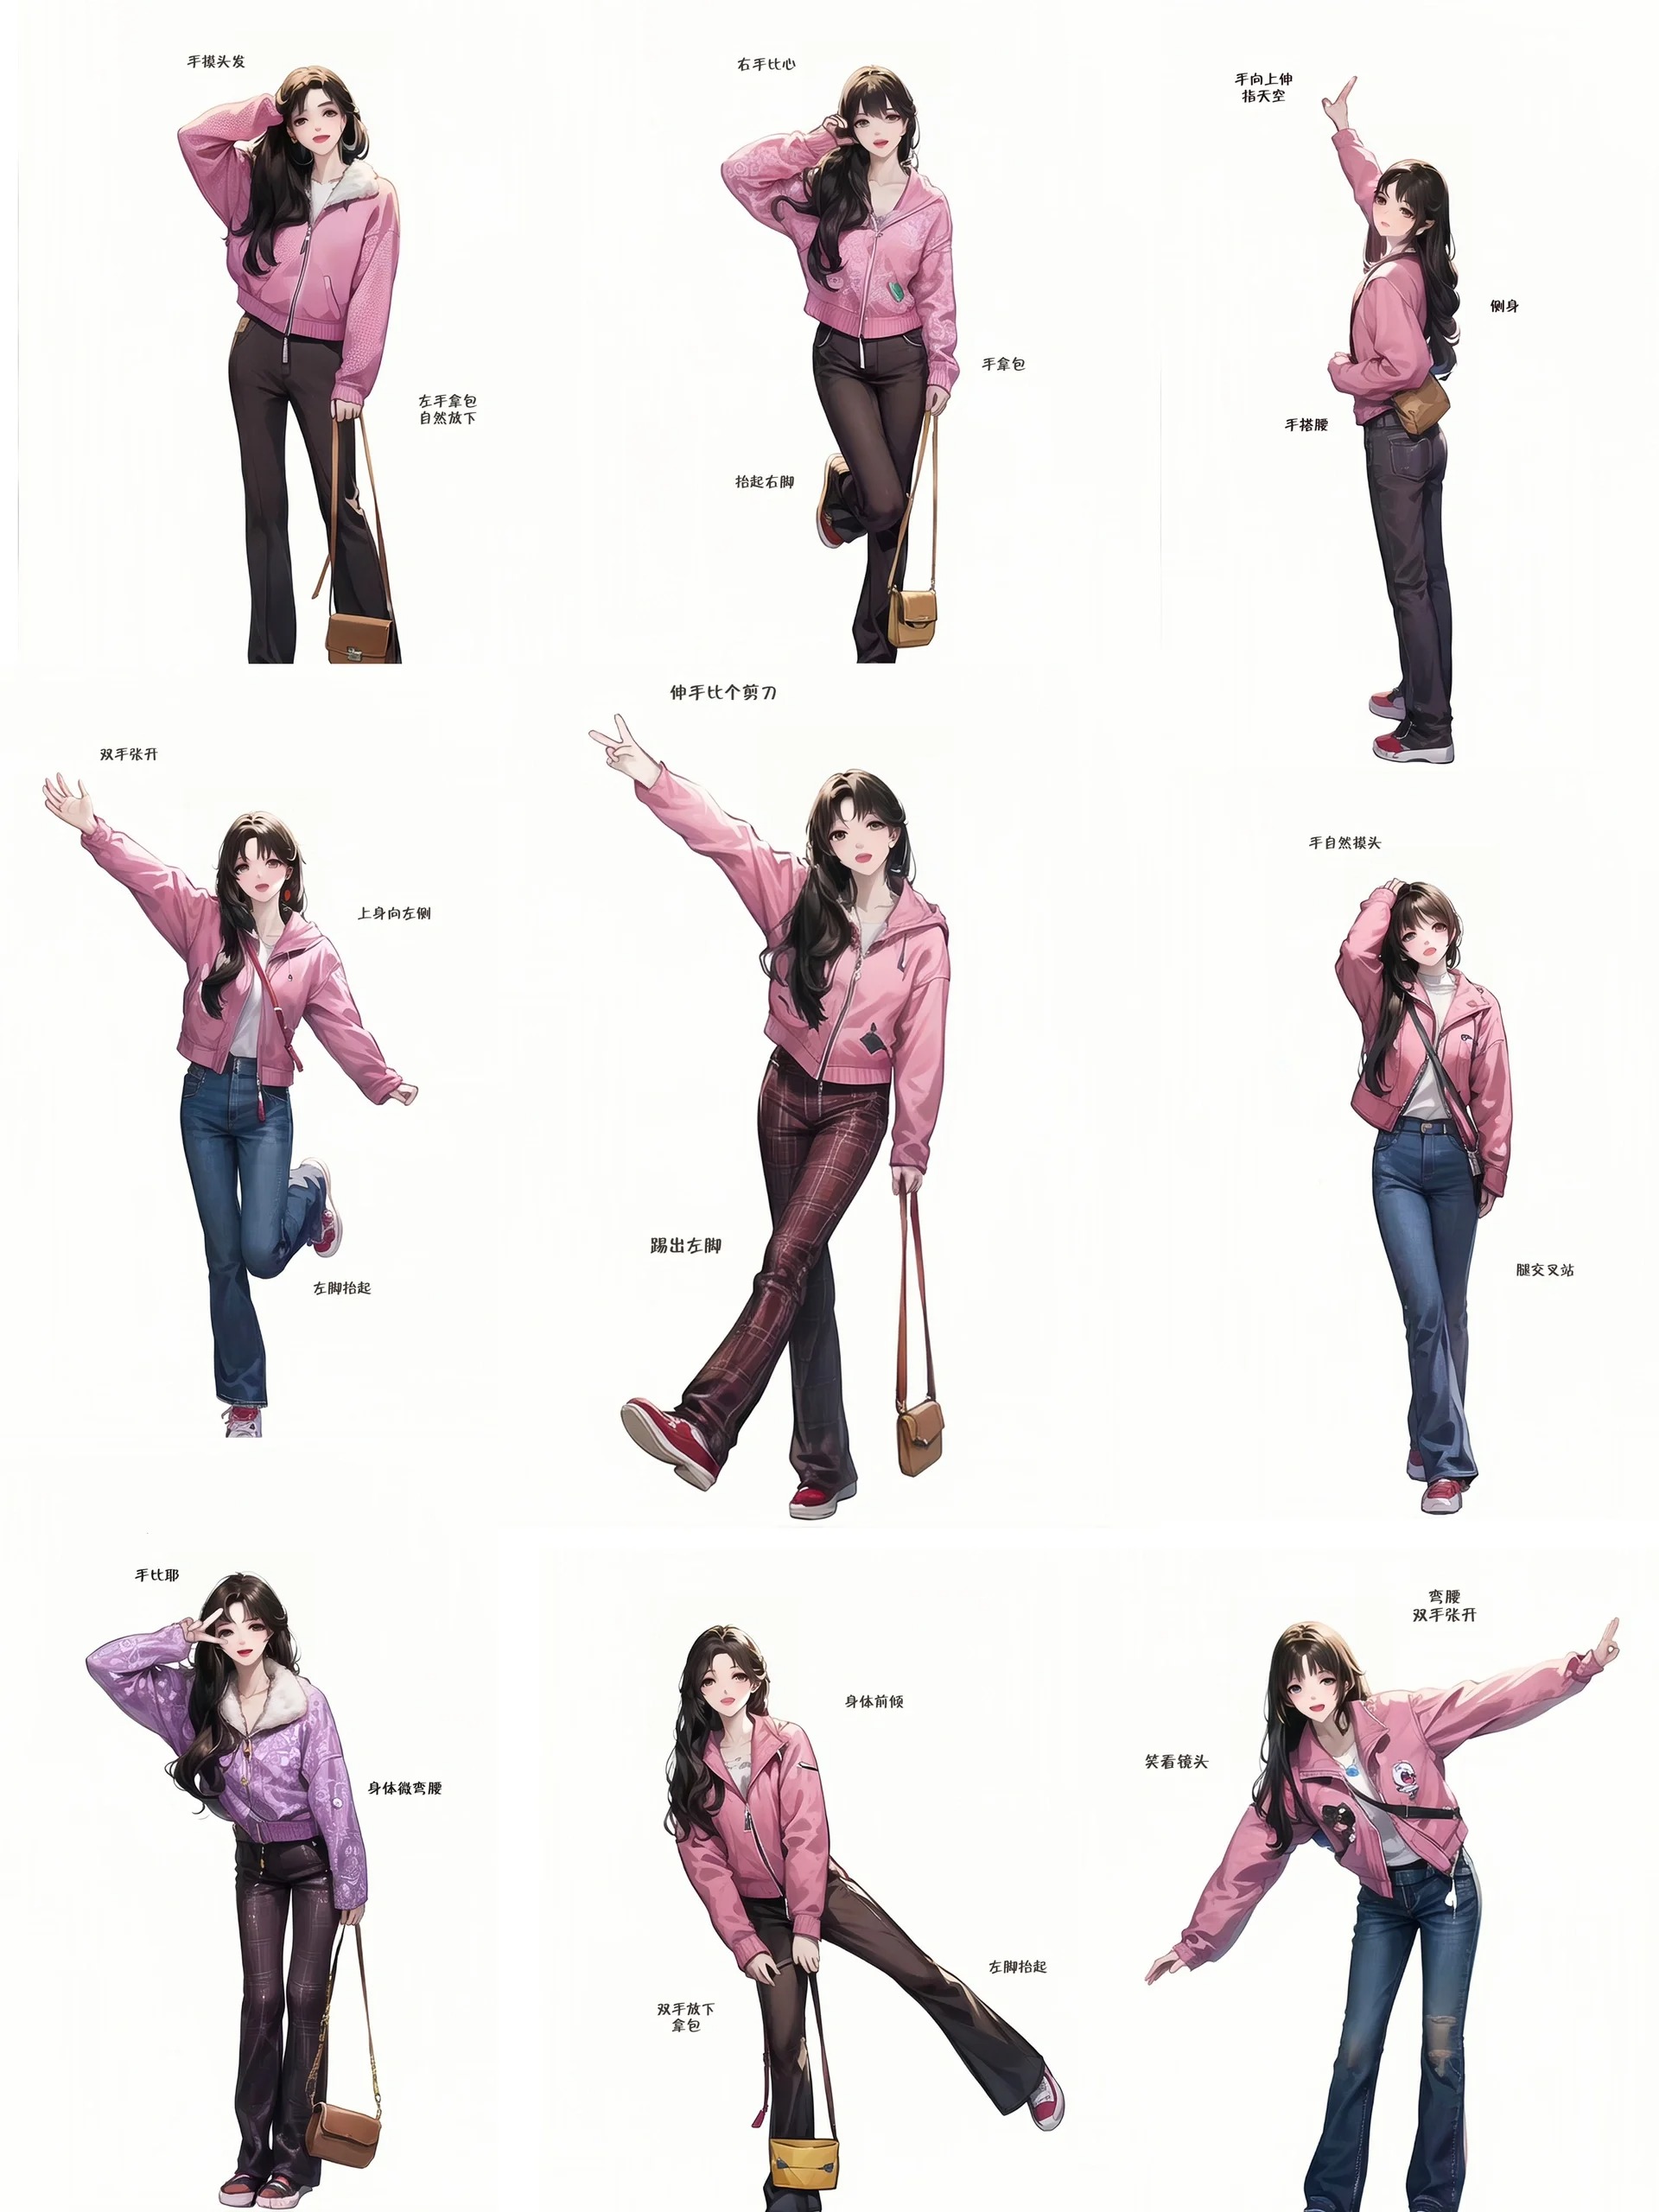 手摸头发
左手拿包
自然放下
右手比心
手拿包
抬起右脚
手向上伸
指天空
侧身
手搭腰
双手张开
上身向左侧
左脚抬起
伸手比个剪刀
踢出左脚
手自然摸头
腿交叉站
手比耶
身体微弯腰
身体前倾
左脚抬起
双手放下
拿包
弯腰
双手张开
笑看镜头